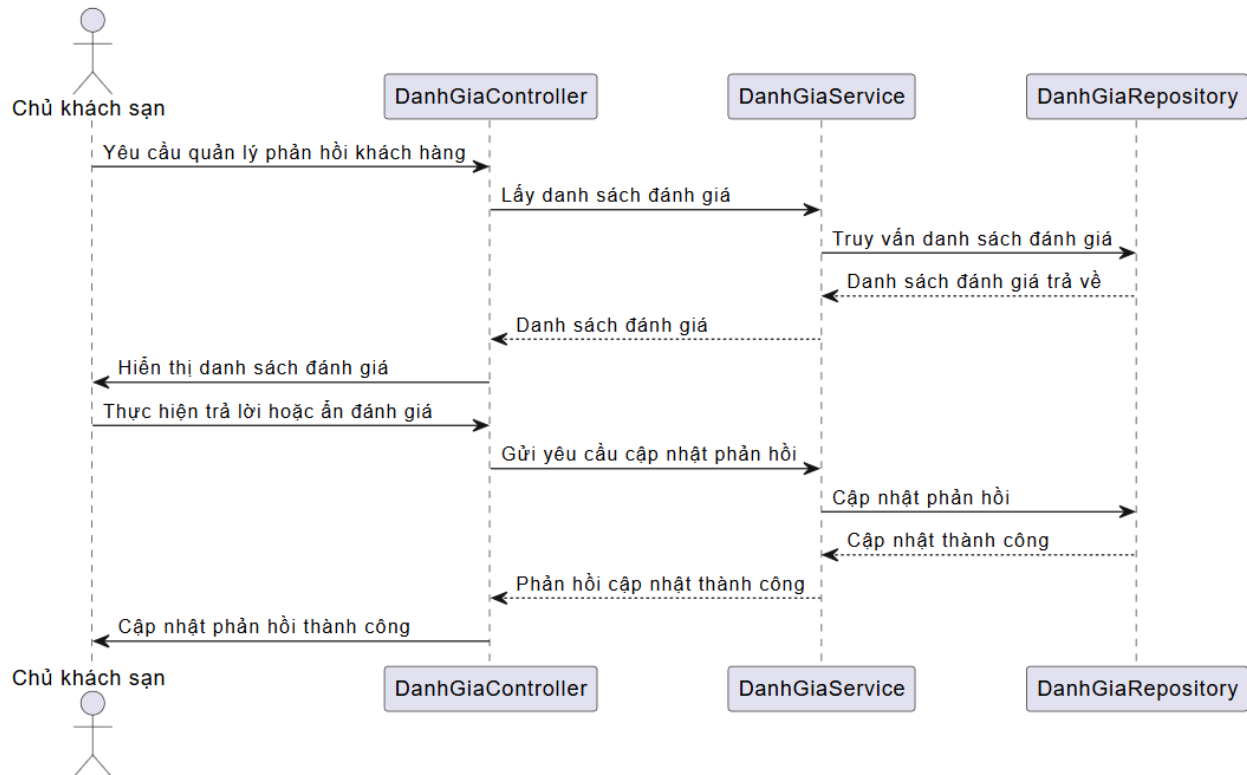 Chủ khách sạn
DanhGiaController
DanhGiaService
DanhGiaRepository
Yêu cầu quản lý phản hồi khách hàng
Lấy danh sách đánh giá
Truy vấn danh sách đánh giá
Danh sách đánh giá trả về
Danh sách đánh giá
Hiển thị danh sách đánh giá
Thực hiện trả lời hoặc ẩn đánh giá
Gửi yêu cầu cập nhật phản hồi
Cập nhật phản hồi
Cập nhật thành công
Phản hồi cập nhật thành công
Cập nhật phản hồi thành công
Chủ khách sạn
DanhGiaController
DanhGiaService
DanhGiaRepository